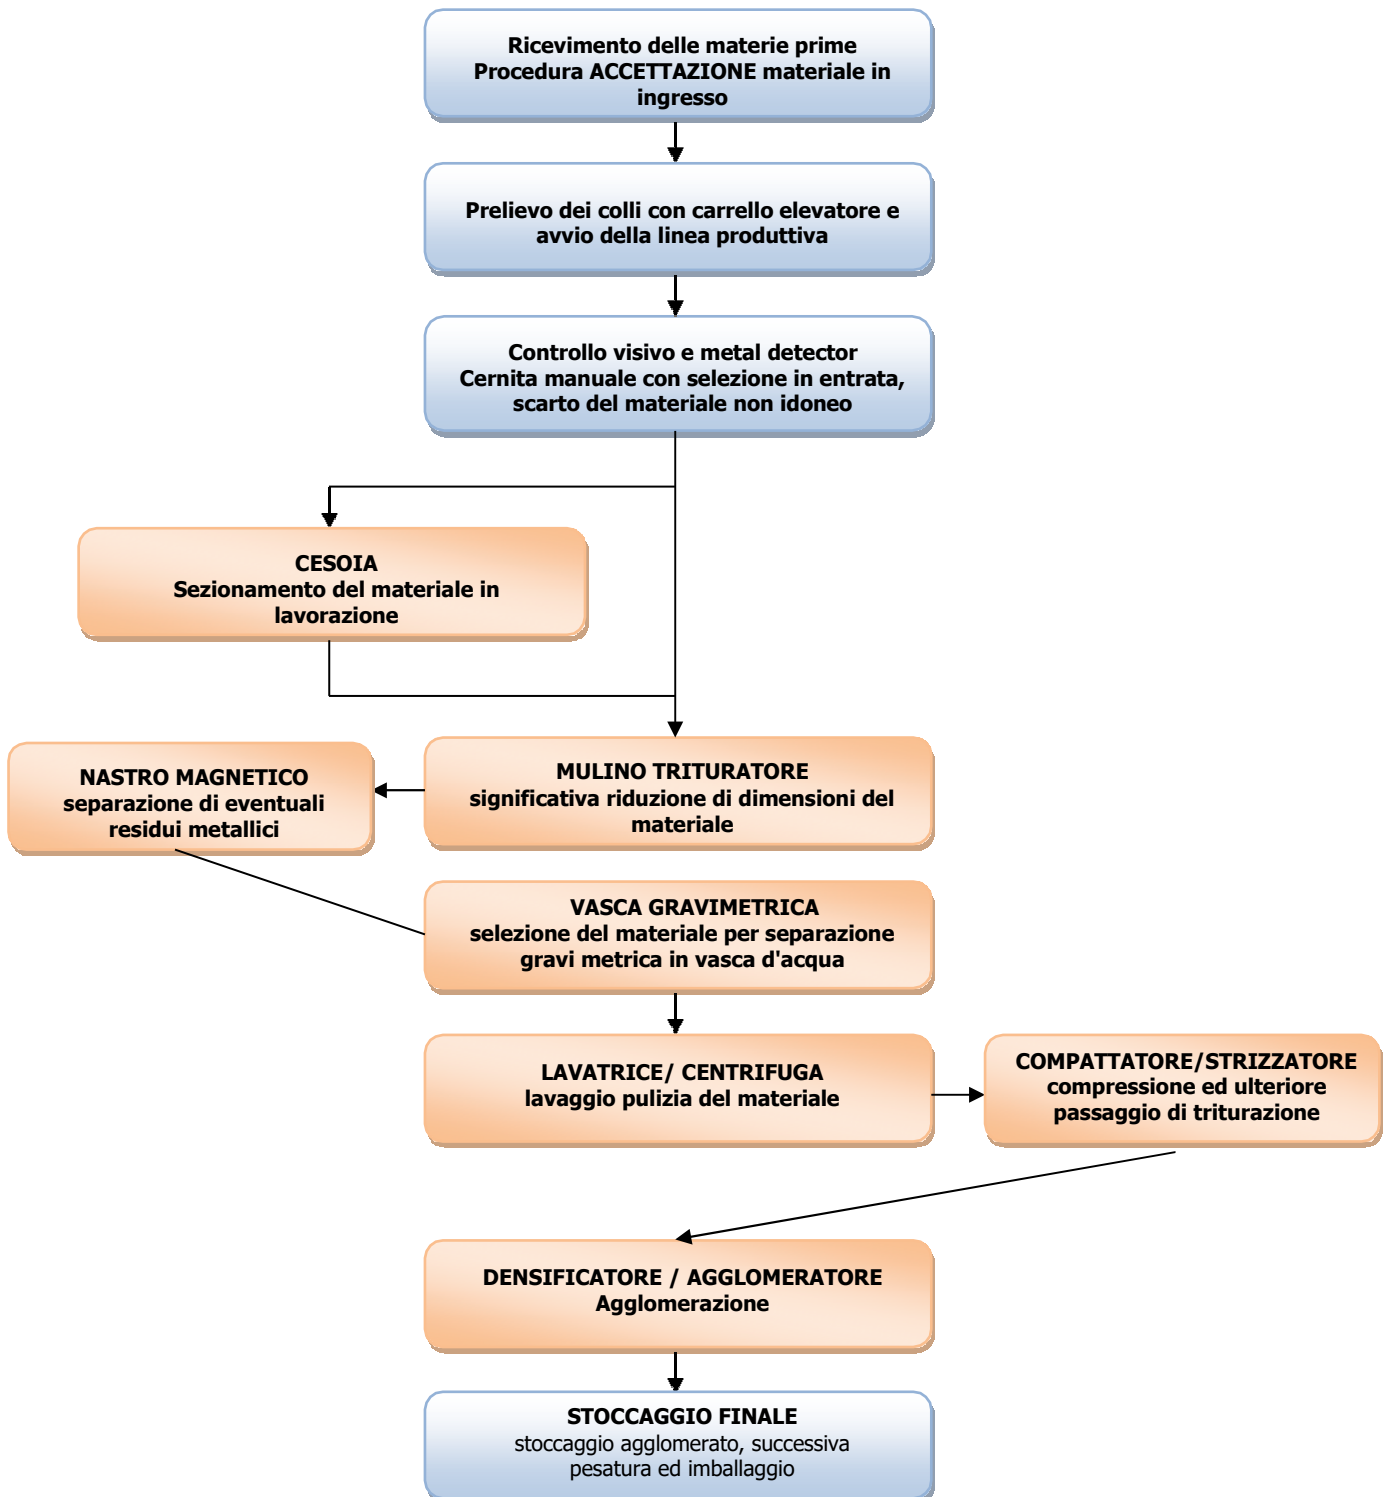 Ricevimento delle materie prime
Procedura ACCETTAZIONE materiale in
ingresso
Prelievo dei colli con carrello elevatore e
avvio della linea produttiva
Controllo visivo e metal detector
Cernita manuale con selezione in entrata,
scarto del materiale non idoneo
CESOIA
Sezionamento del materiale in
lavorazione
MULINO TRITURATORE
significativa riduzione di dimensioni del
materiale
NASTRO MAGNETICO
separazione di eventuali
residui metallici
VASCA GRAVIMETRICA
selezione del materiale per separazione
gravi metrica in vasca d'acqua
LAVATRICE/ CENTRIFUGA
lavaggio pulizia del materiale
COMPATTATORE/STRIZZATORE
compressione ed ulteriore
passaggio di triturazione
DENSIFICATORE / AGGLOMERATORE
Agglomerazione
STOCCAGGIO FINALE
stoccaggio agglomerato, successiva
pesatura ed imballaggio